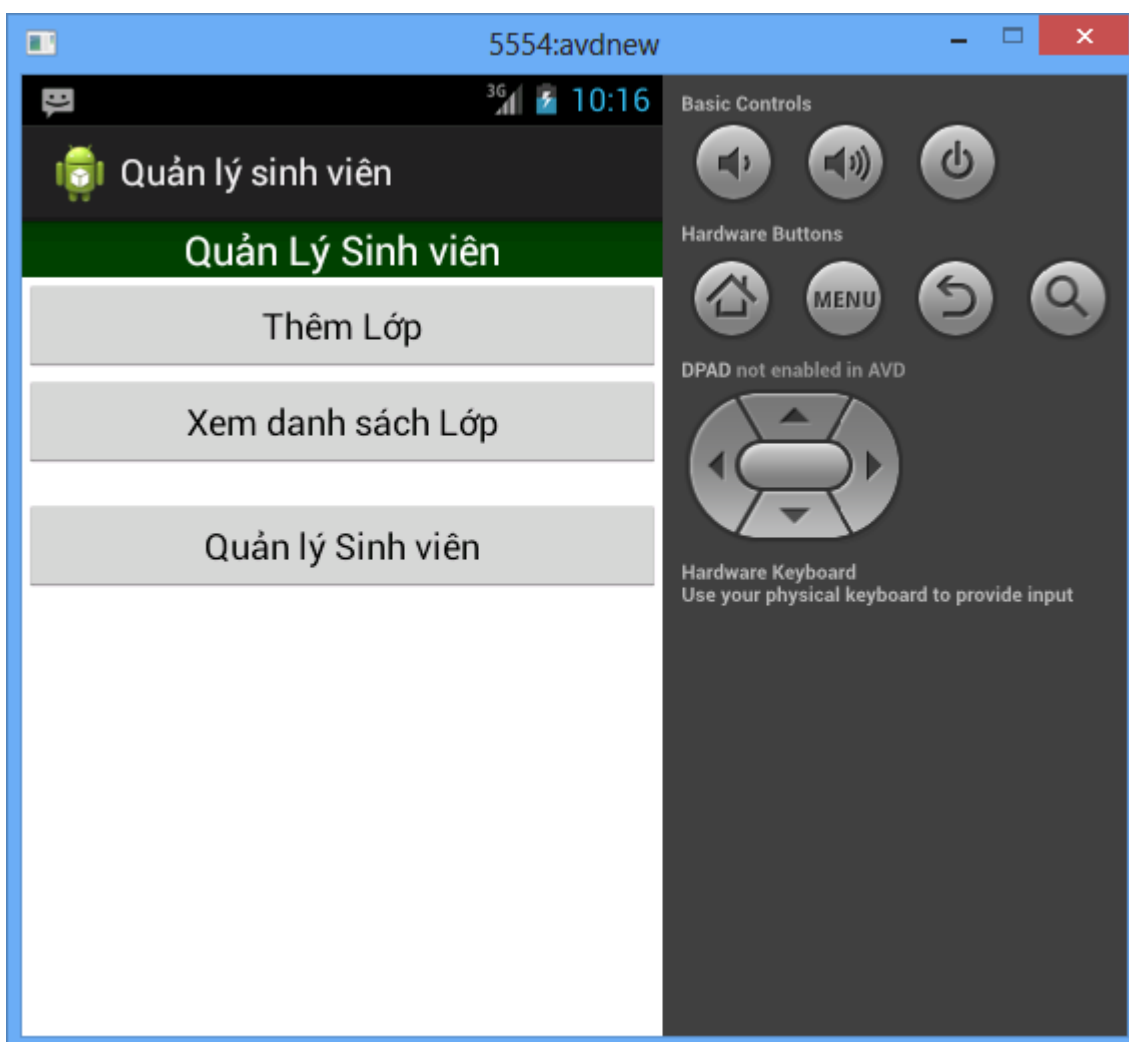 5554:avdnew
3G 10:16
Quản lý sinh viên
Quản Lý Sinh viên
Thêm Lớp
Xem danh sách Lớp
Quản lý Sinh viên
Basic Controls
Hardware Buttons
MENU
DPAD not enabled in AVD
Hardware Keyboard
Use your physical keyboard to provide input